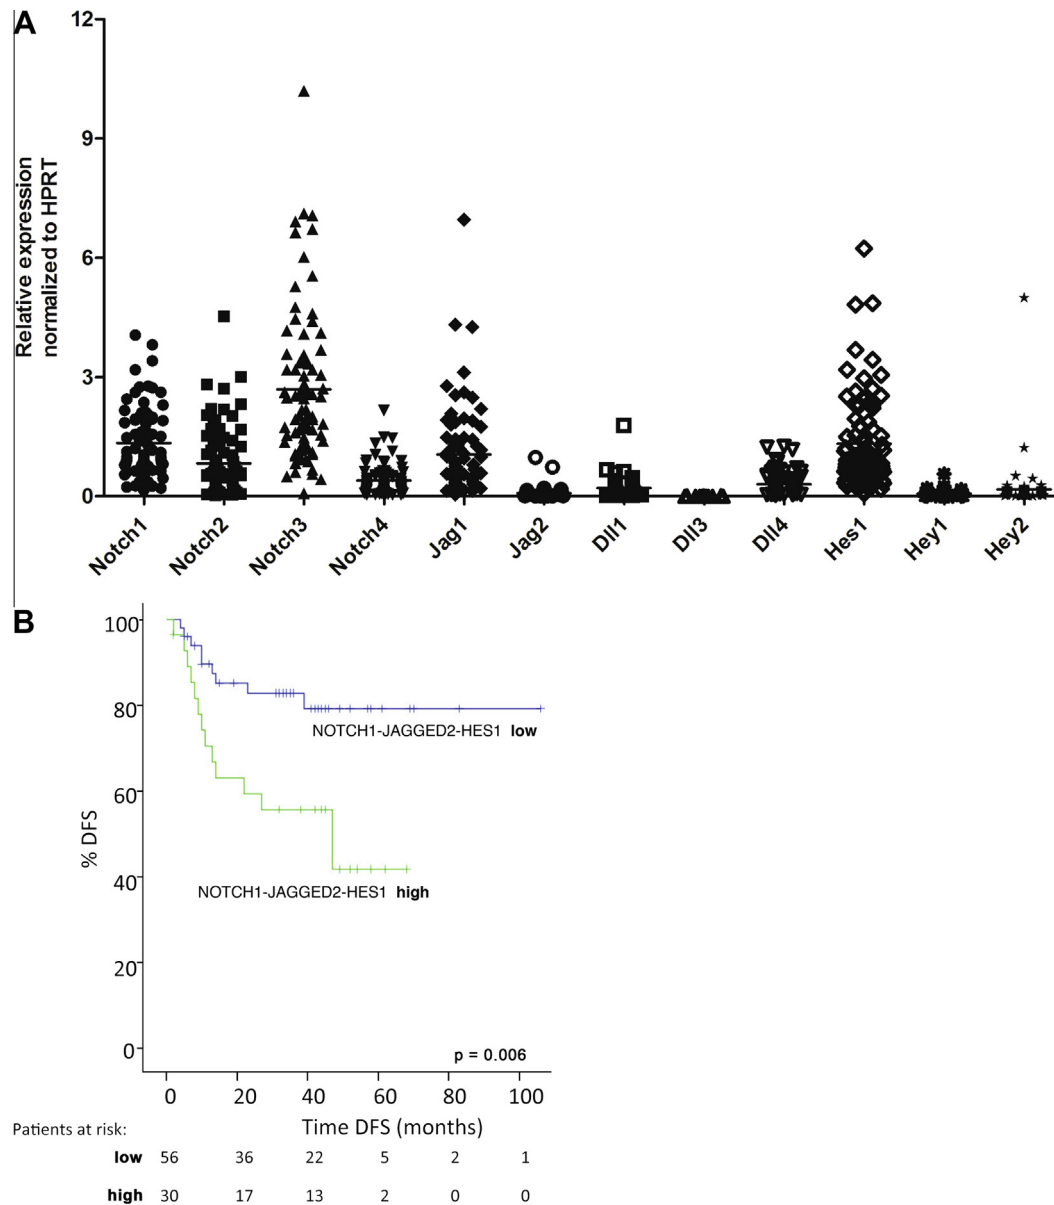 A
12
9
6
3
0
Relative expression
normalized to HPRT
Notch1 Notch2 Notch3 Notch4 Jag1 Jag2 Dll1 Dll3 Dll4 Hes1 Hey1 Hey2
B
100
80
60
40
20
0
% DFS
NOTCH1-JAGGED2-HES1 low
NOTCH1-JAGGED2-HES1 high
p = 0.006
0 20 40 60 80 100
Time DFS (months)
Patients at risk:
low 56 36 22 5 2 1
high 30 17 13 2 0 0